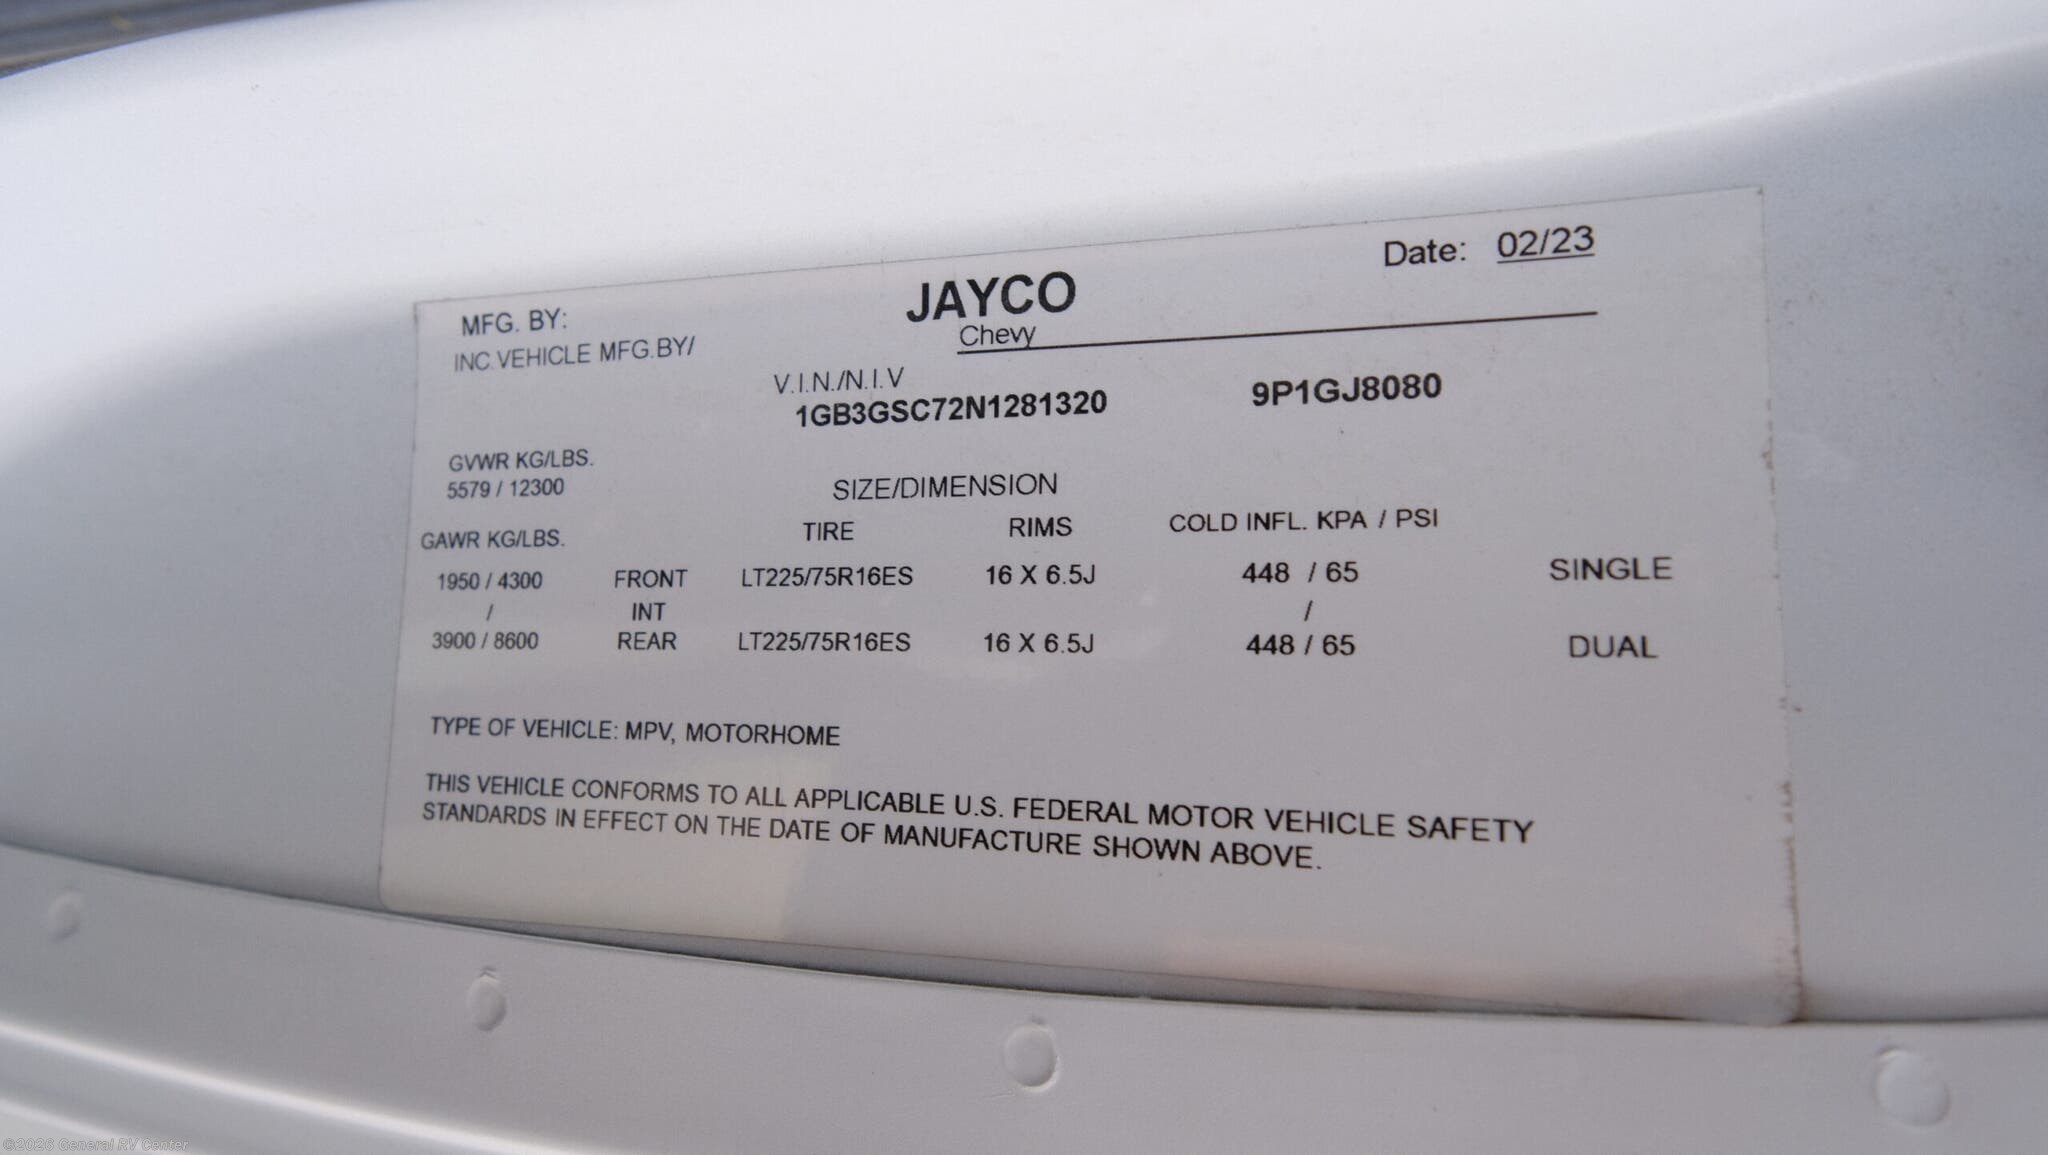 Date: 02/23
MFG. BY: JAYCO
INC.VEHICLE MFG.BY/ Chevy
V.I.N./N.I.V
1GB3GSC72N1281320 9P1GJ8080
GVWR KG/LBS.
5579 / 12300 SIZE/DIMENSION
GAWR KG/LBS. TIRE RIMS COLD INFL. KPA / PSI
1950 / 4300 FRONT LT225/75R16ES 16 X 6.5J 448 / 65 SINGLE
/ INT /
3900 / 8600 REAR LT225/75R16ES 16 X 6.5J 448 / 65 DUAL
TYPE OF VEHICLE: MPV, MOTORHOME
THIS VEHICLE CONFORMS TO ALL APPLICABLE U.S. FEDERAL MOTOR VEHICLE SAFETY
STANDARDS IN EFFECT ON THE DATE OF MANUFACTURE SHOWN ABOVE.
©2026 General RV Center